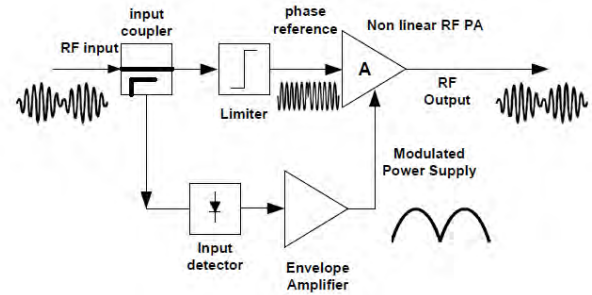 input
coupler
phase
reference
Non linear RF PA
RF input
A
RF
Output
Limiter
Modulated
Power Supply
Input
detector
Envelope
Amplifier